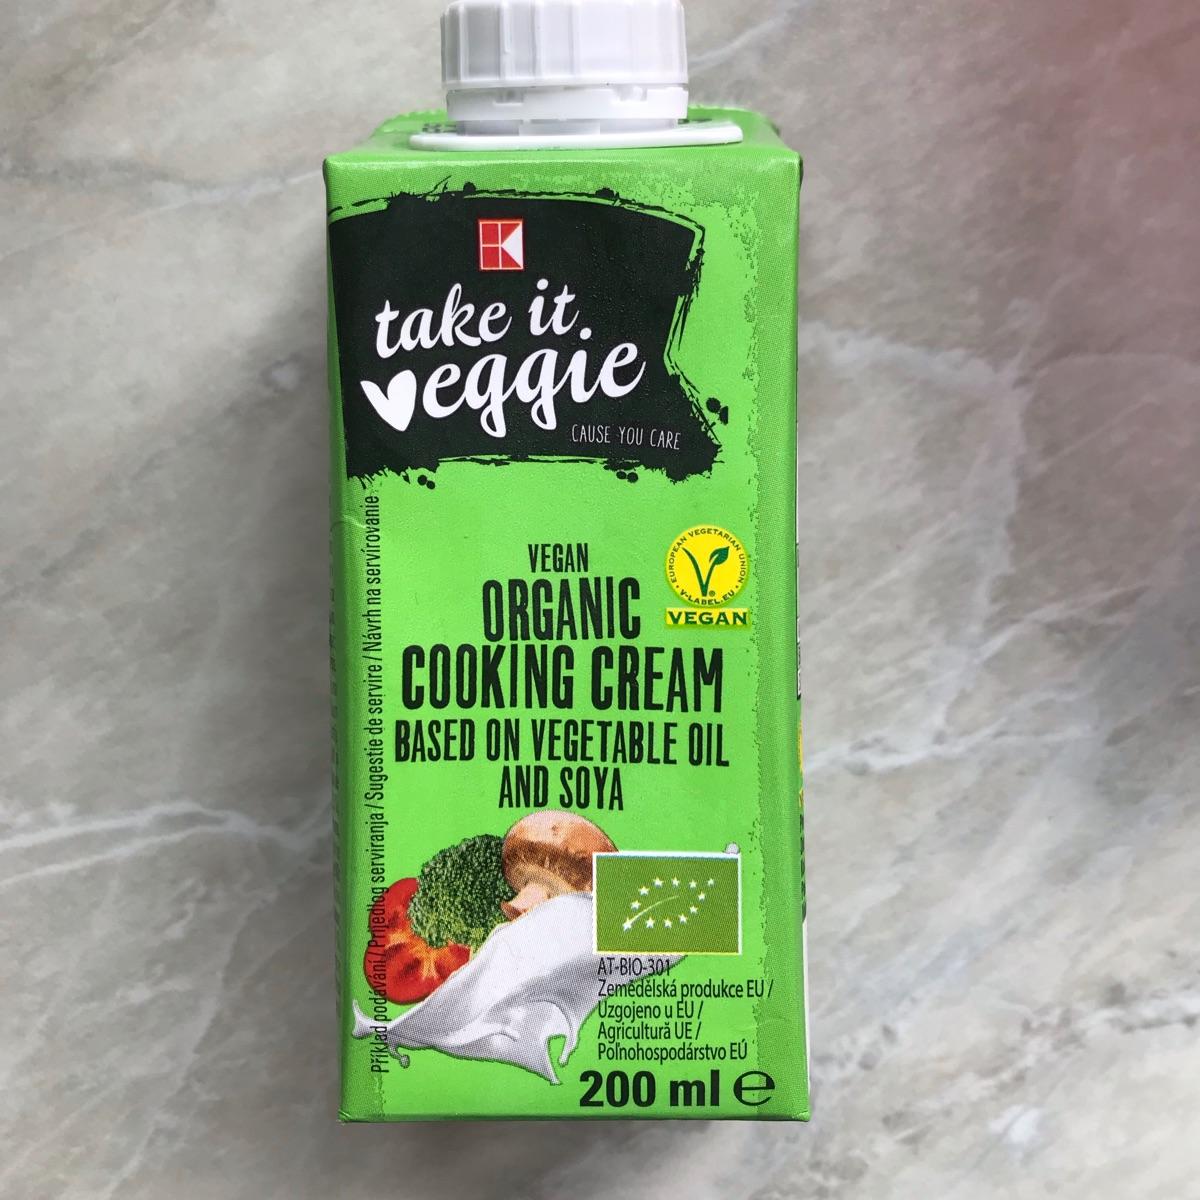 K
take it
veggie
CAUSE YOU CARE
VEGAN
ORGANIC
COOKING CREAM
BASED ON VEGETABLE OIL
AND SOYA
EUROPEAN VEGETARIAN UNION
V-LABEL.EU
VEGAN
Příklad podávání / Prijedlog serviranja / Sugestie de servire / Návrh na servírovanie
AT-BIO-301
Zemědělská produkce EU /
Uzgojeno u EU /
Agricultură UE /
Poľnohospodárstvo EÚ
200 ml e